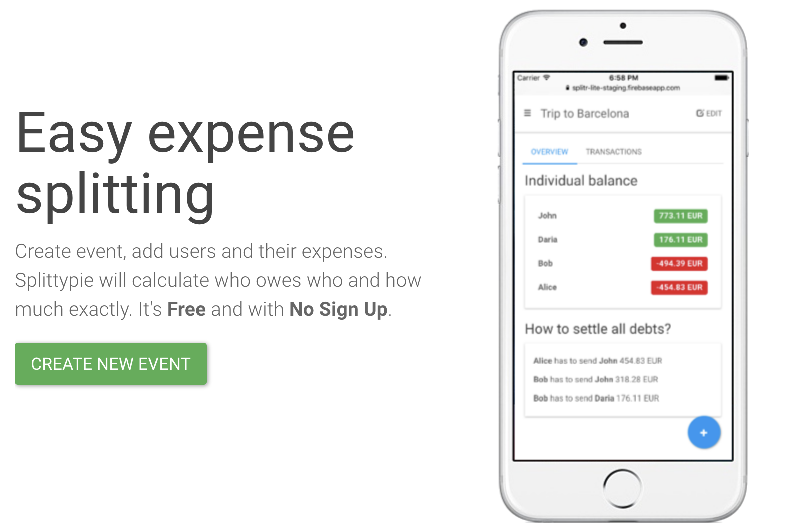 Easy expense
splitting
Create event, add users and their expenses.
Splittypie will calculate who owes who and how
much exactly. It's Free and with No Sign Up.
CREATE NEW EVENT
Carrier 6:58 PM
splitr-lite-staging.firebaseapp.com
Trip to Barcelona EDIT
OVERVIEW TRANSACTIONS
Individual balance
John 773.11 EUR
Daria 176.11 EUR
Bob -494.39 EUR
Alice -454.83 EUR
How to settle all debts?
Alice has to send John 454.83 EUR
Bob has to send John 318.28 EUR
Bob has to send Daria 176.11 EUR
+